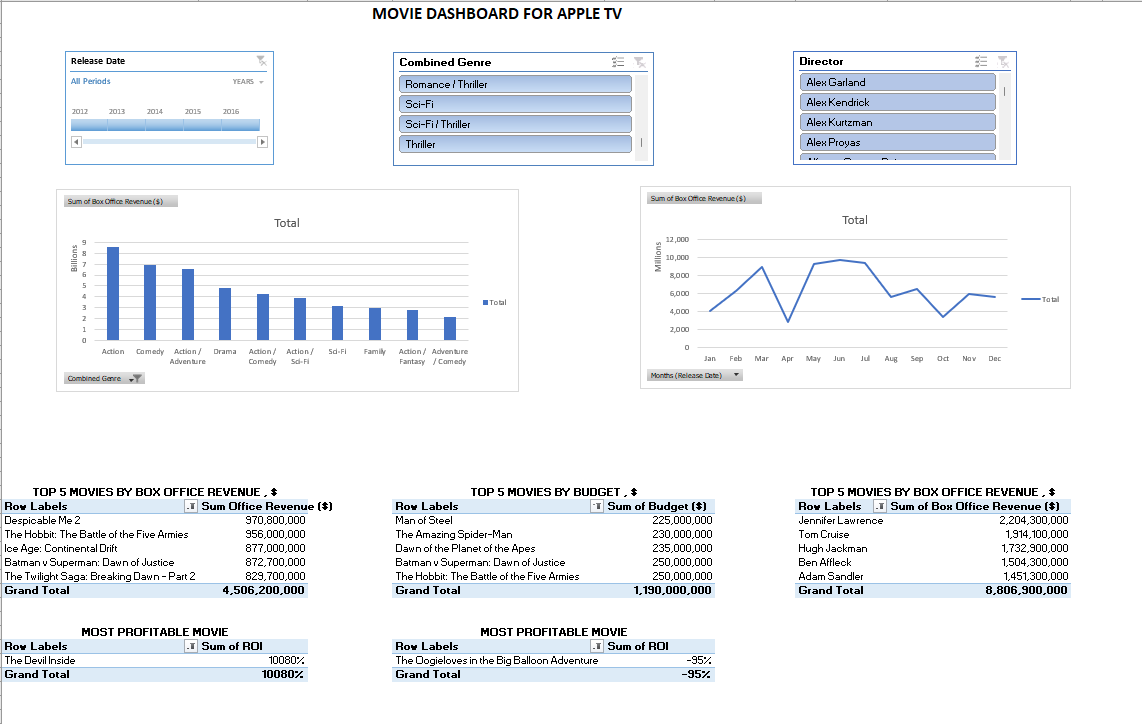 MOVIE DASHBOARD FOR APPLE TV
Release Date
All Periods YEARS
2012 2013 2014 2015 2016
Combined Genre
Romance / Thriller
Sci-Fi
Sci-Fi / Thriller
Thriller
Director
Alex Garland
Alex Kendrick
Alex Kurtzman
Alex Proyas
Sum of Box Office Revenue ($)
Total
Billions
9
8
7
6
5
4
3
2
1
0
Action Comedy Action / Adventure Drama Action / Comedy Action / Sci-Fi Sci-Fi Family Action / Fantasy Adventure / Comedy
Total
Combined Genre
Sum of Box Office Revenue ($)
Total
Millions
12,000
10,000
8,000
6,000
4,000
2,000
0
Jan Feb Mar Apr May Jun Jul Aug Sep Oct Nov Dec
Total
Months (Release Date)
TOP 5 MOVIES BY BOX OFFICE REVENUE , $
Row Labels Sum Office Revenue ($)
Despicable Me 2 970,800,000
The Hobbit: The Battle of the Five Armies 956,000,000
Ice Age: Continental Drift 877,000,000
Batman v Superman: Dawn of Justice 872,700,000
The Twilight Saga: Breaking Dawn - Part 2 829,700,000
Grand Total 4,506,200,000
TOP 5 MOVIES BY BUDGET , $
Row Labels Sum of Budget ($)
Man of Steel 225,000,000
The Amazing Spider-Man 230,000,000
Dawn of the Planet of the Apes 235,000,000
Batman v Superman: Dawn of Justice 250,000,000
The Hobbit: The Battle of the Five Armies 250,000,000
Grand Total 1,190,000,000
TOP 5 MOVIES BY BOX OFFICE REVENUE , $
Row Labels Sum of Box Office Revenue ($)
Jennifer Lawrence 2,204,300,000
Tom Cruise 1,914,100,000
Hugh Jackman 1,732,900,000
Ben Affleck 1,504,300,000
Adam Sandler 1,451,300,000
Grand Total 8,806,900,000
MOST PROFITABLE MOVIE
Row Labels Sum of ROI
The Devil Inside 10080%
Grand Total 10080%
MOST PROFITABLE MOVIE
Row Labels Sum of ROI
The Oogieloves in the Big Balloon Adventure -95%
Grand Total -95%